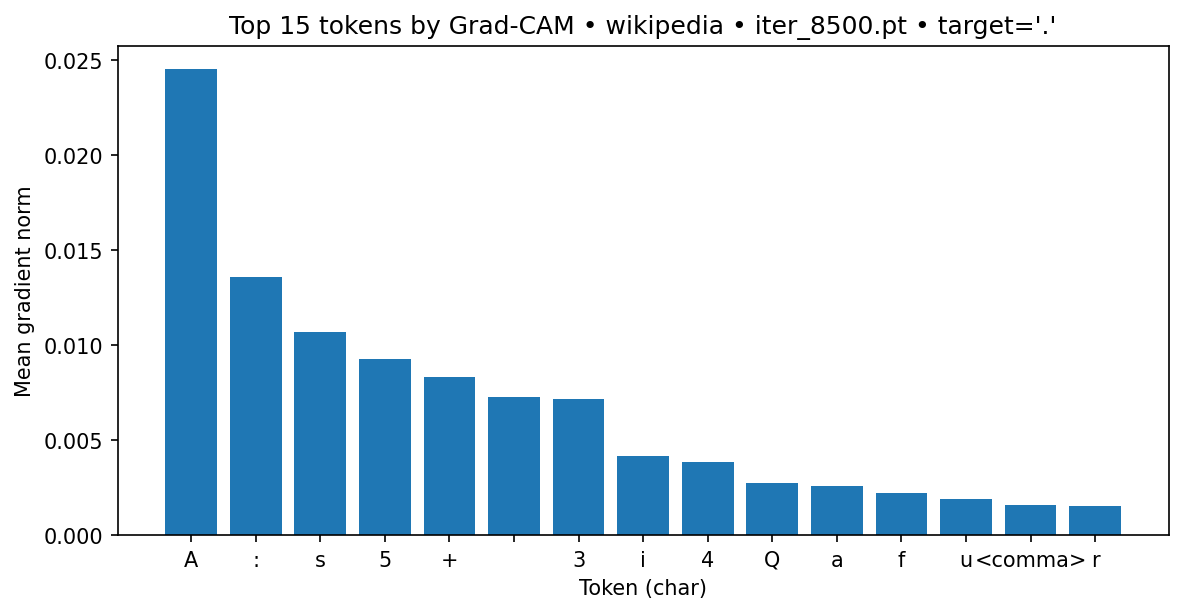 Top 15 tokens by Grad-CAM • wikipedia • iter_8500.pt • target='.'
Mean gradient norm
0.025
0.020
0.015
0.010
0.005
0.000
A : s 5 + 3 i 4 Q a f u <comma> r
Token (char)